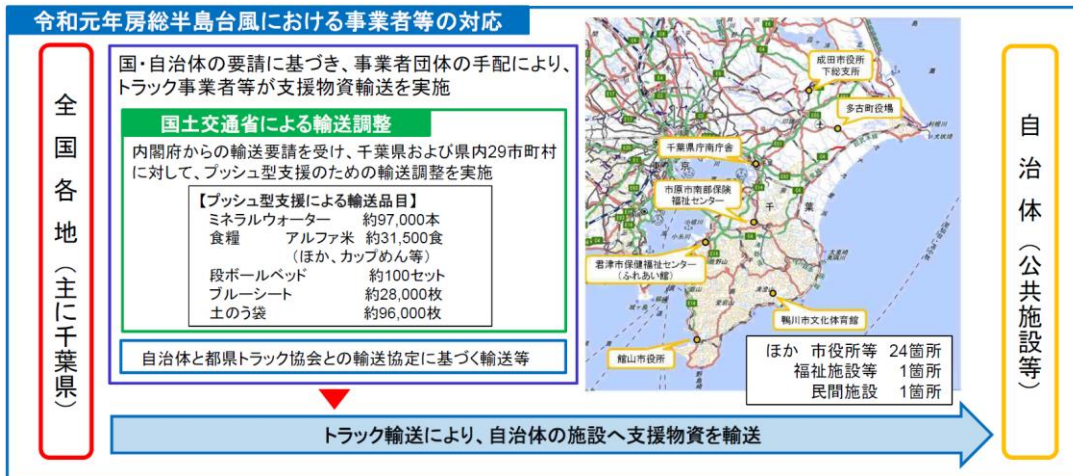 令和元年房総半島台風における事業者等の対応
全国各地（主に千葉県）
国・自治体の要請に基づき、事業者団体の手配により、
トラック事業者等が支援物資輸送を実施
国土交通省による輸送調整
内閣府からの輸送要請を受け、千葉県および県内29市町村
に対して、プッシュ型支援のための輸送調整を実施
【プッシュ型支援による輸送品目】
ミネラルウォーター 約97,000本
食糧 アルファ米 約31,500食
（ほか、カップめん等）
段ボールベッド 約100セット
ブルーシート 約28,000枚
土のう袋 約96,000枚
自治体と都県トラック協会との輸送協定に基づく輸送等
成田市役所
下総支所
多古町役場
千葉県庁南庁舎
市原市南部保険
福祉センター
千葉
君津市保健福祉センター
（ふれあい館）
鴨川市文化体育館
館山市役所
ほか 市役所等 24箇所
福祉施設等 1箇所
民間施設 1箇所
自治体（公共施設等）
トラック輸送により、自治体の施設へ支援物資を輸送